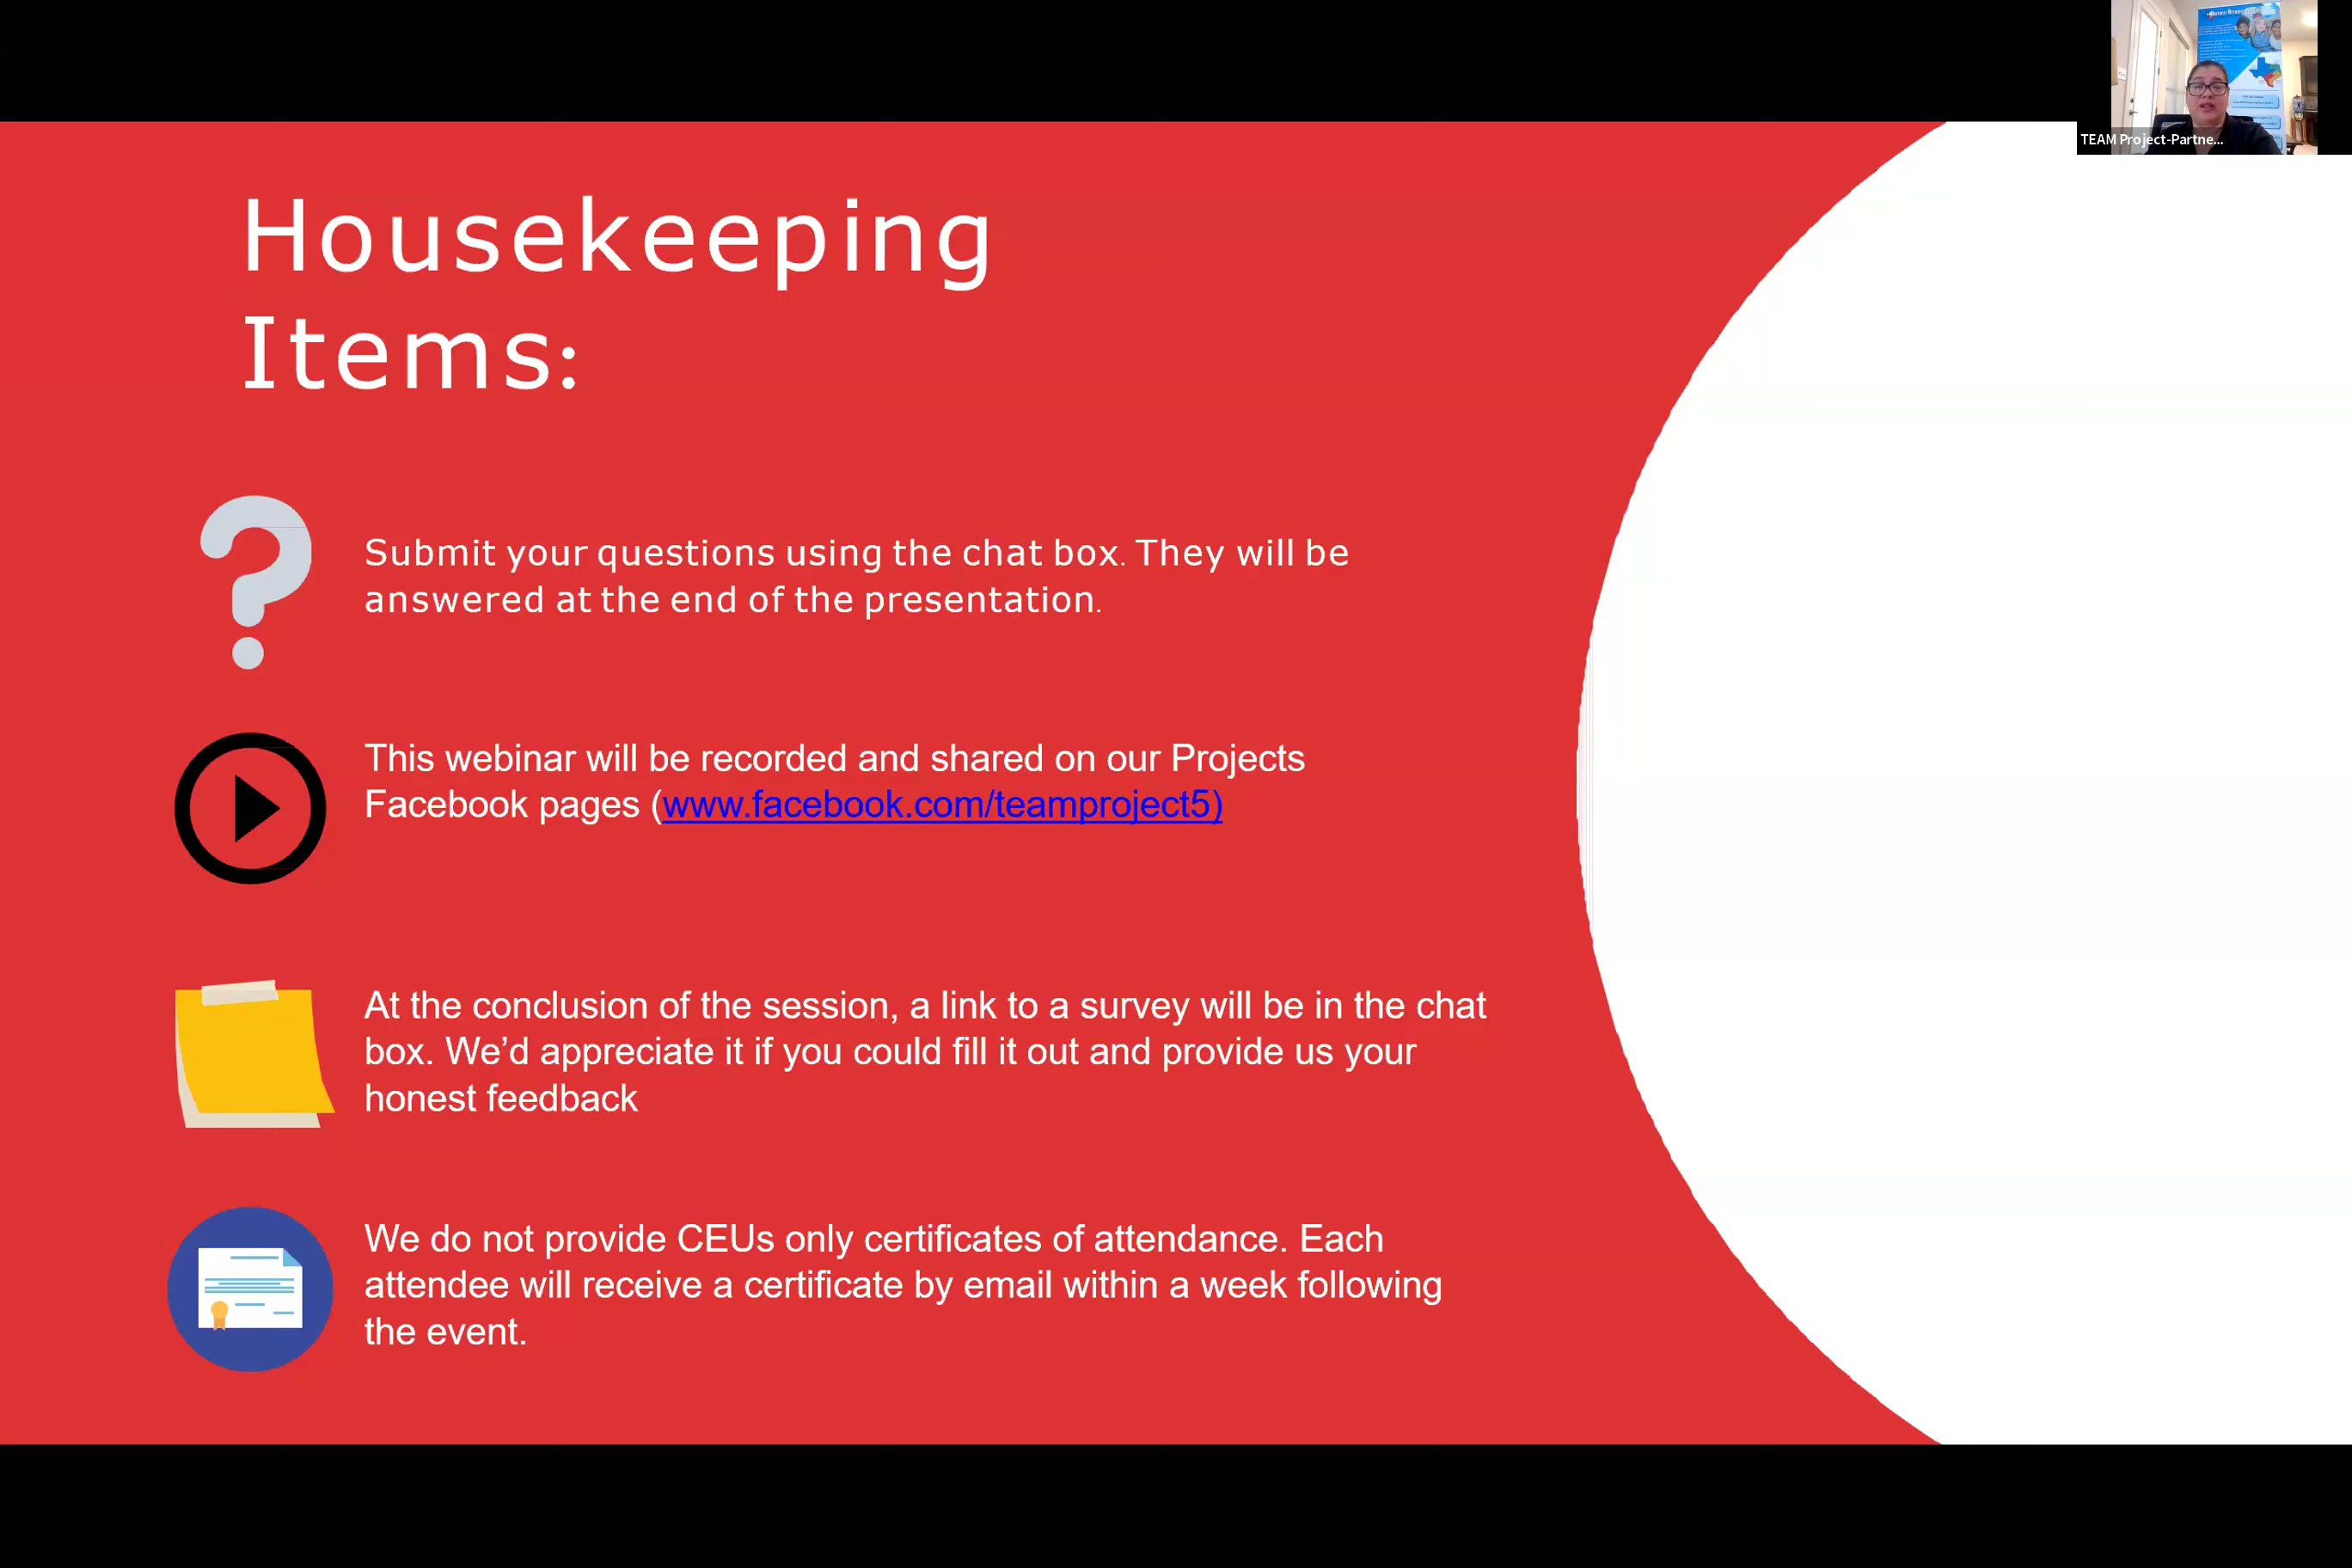 TEAM Project-Partne...
Housekeeping
Items:
Submit your questions using the chat box. They will be
answered at the end of the presentation.
This webinar will be recorded and shared on our Projects
Facebook pages (www.facebook.com/teamproject5)
At the conclusion of the session, a link to a survey will be in the chat
box. We’d appreciate it if you could fill it out and provide us your
honest feedback
We do not provide CEUs only certificates of attendance. Each
attendee will receive a certificate by email within a week following
the event.